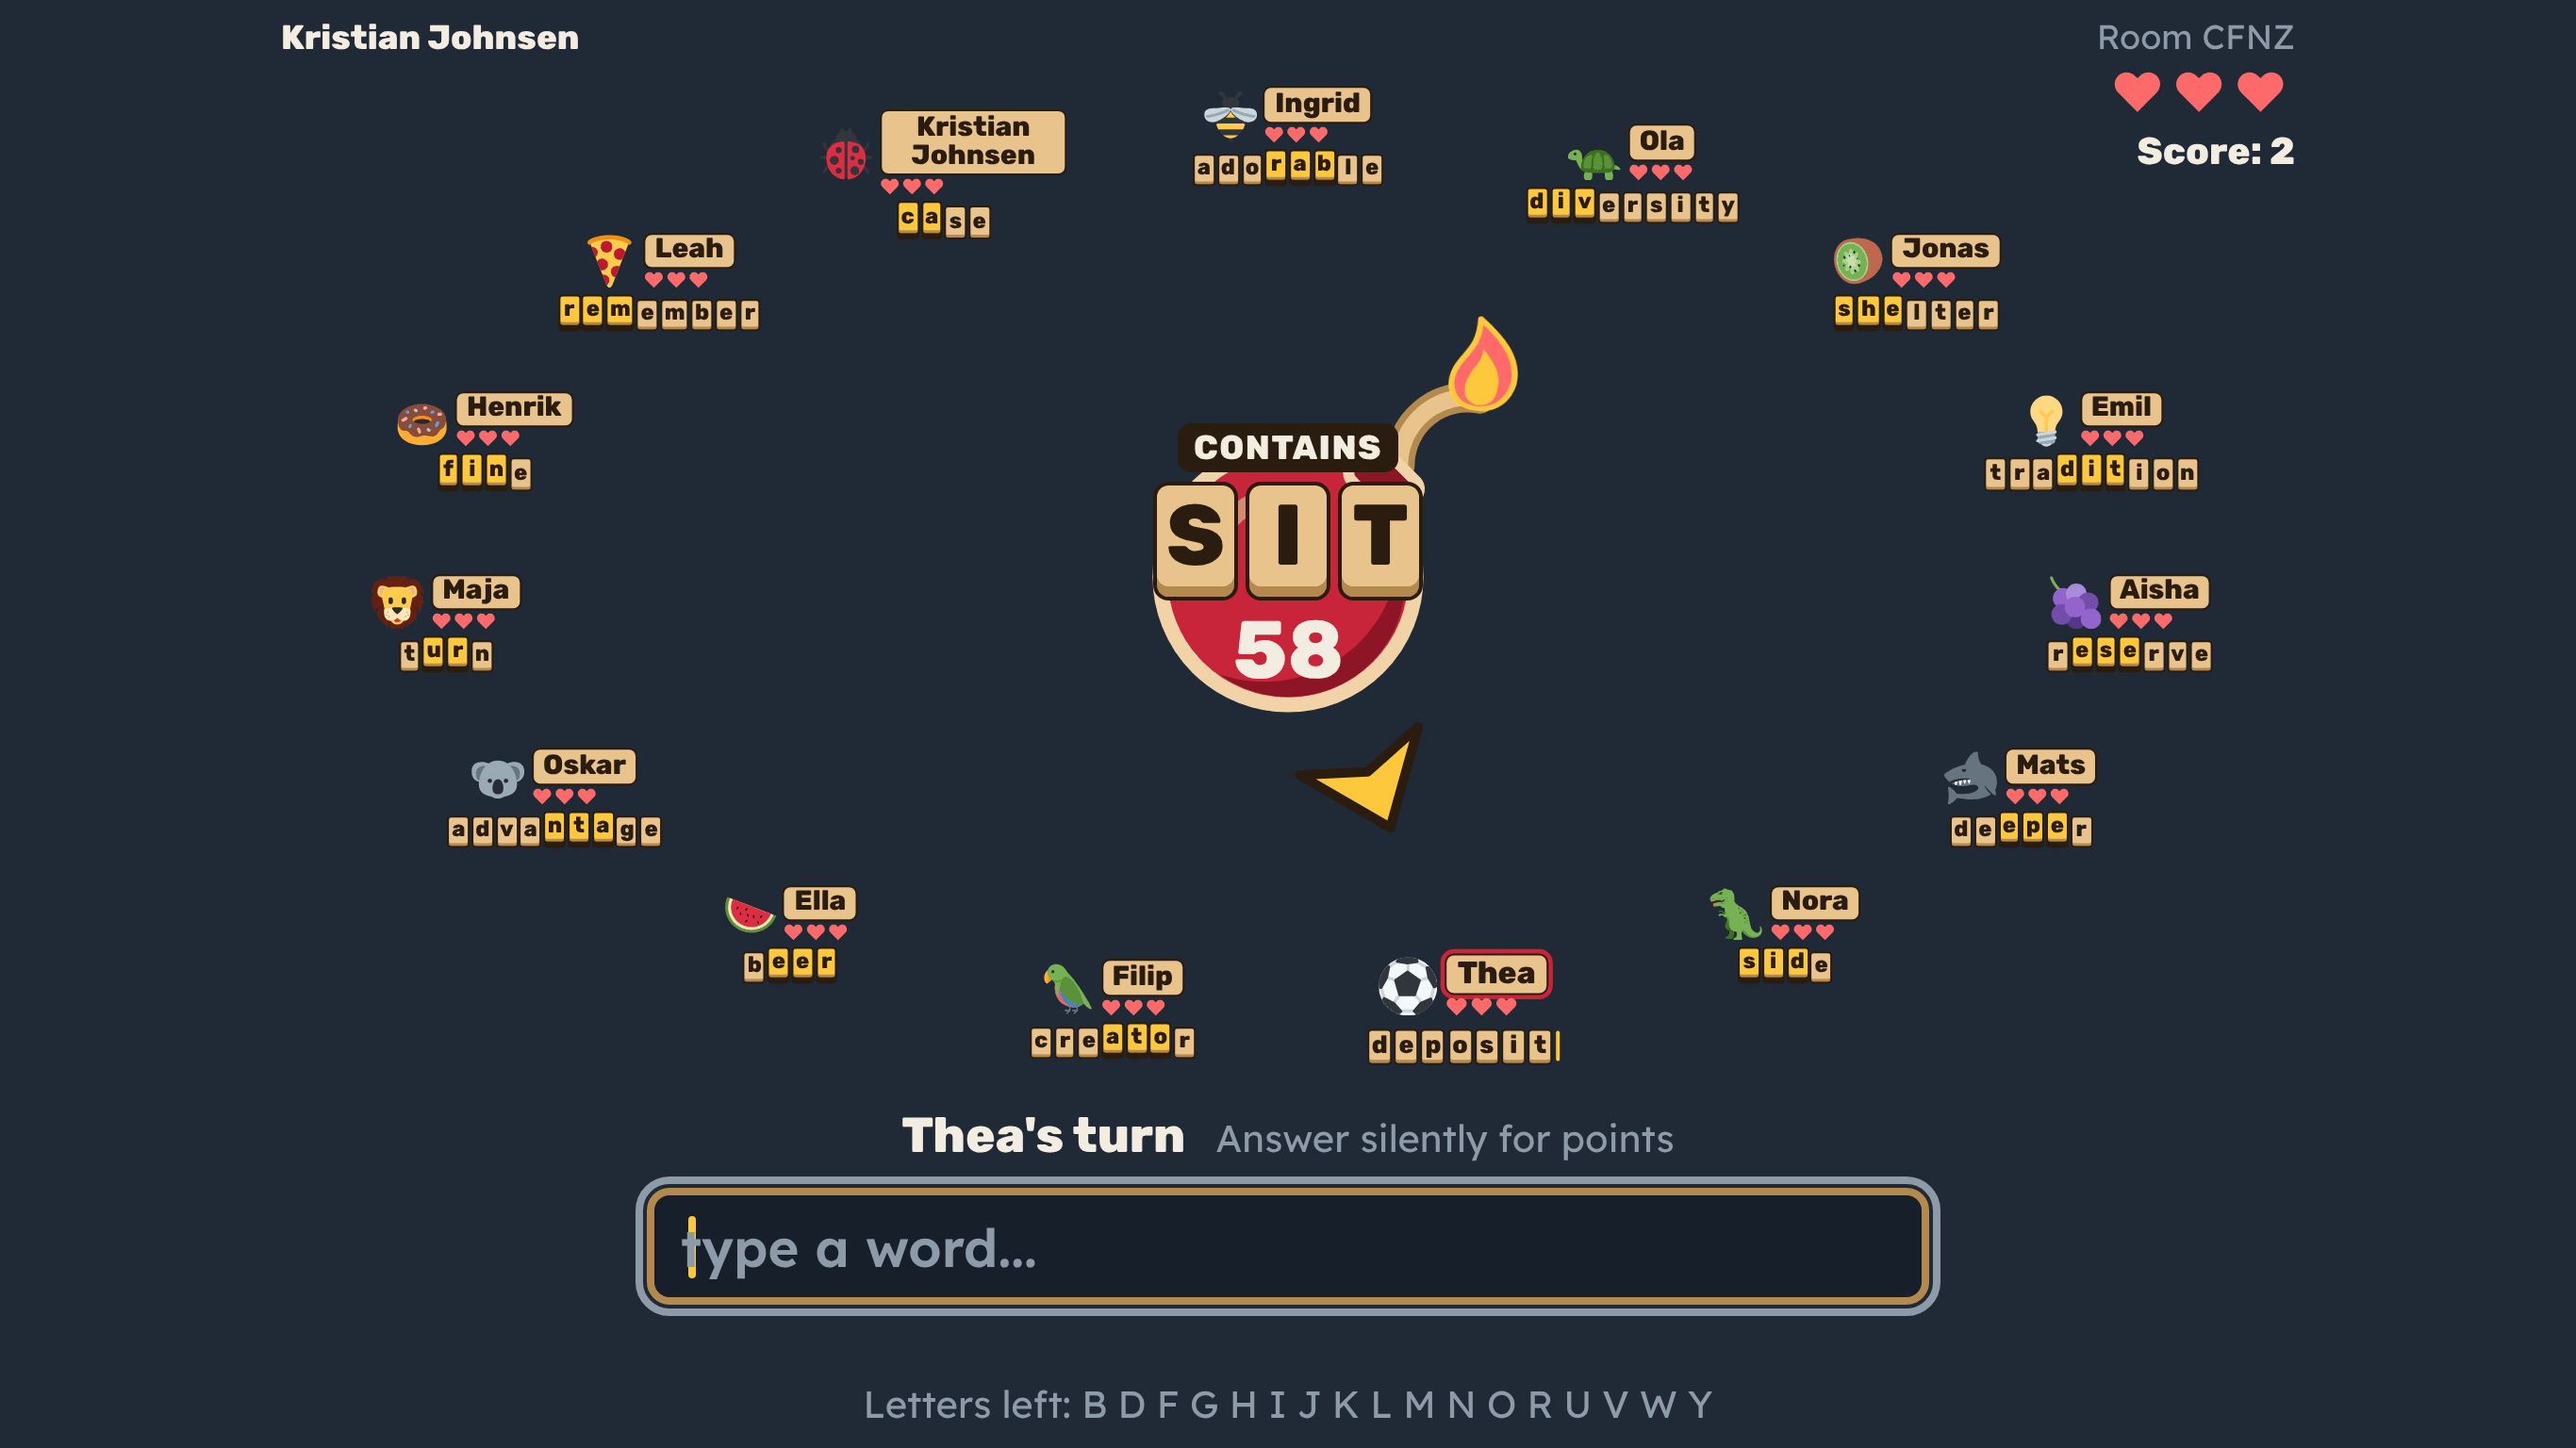 Kristian Johnsen
Room CFNZ
Score: 2
Kristian
Johnsen
case
Ingrid
adorable
Ola
diversity
Leah
remember
Jonas
shelter
Henrik
fine
Emil
tradition
CONTAINS
SIT
58
Maja
turn
Aisha
reserve
Oskar
advantage
Mats
deeper
Ella
beer
Nora
side
Filip
creator
Thea
deposit
Thea's turn Answer silently for points
type a word...
Letters left: B D F G H I J K L M N O R U V W Y